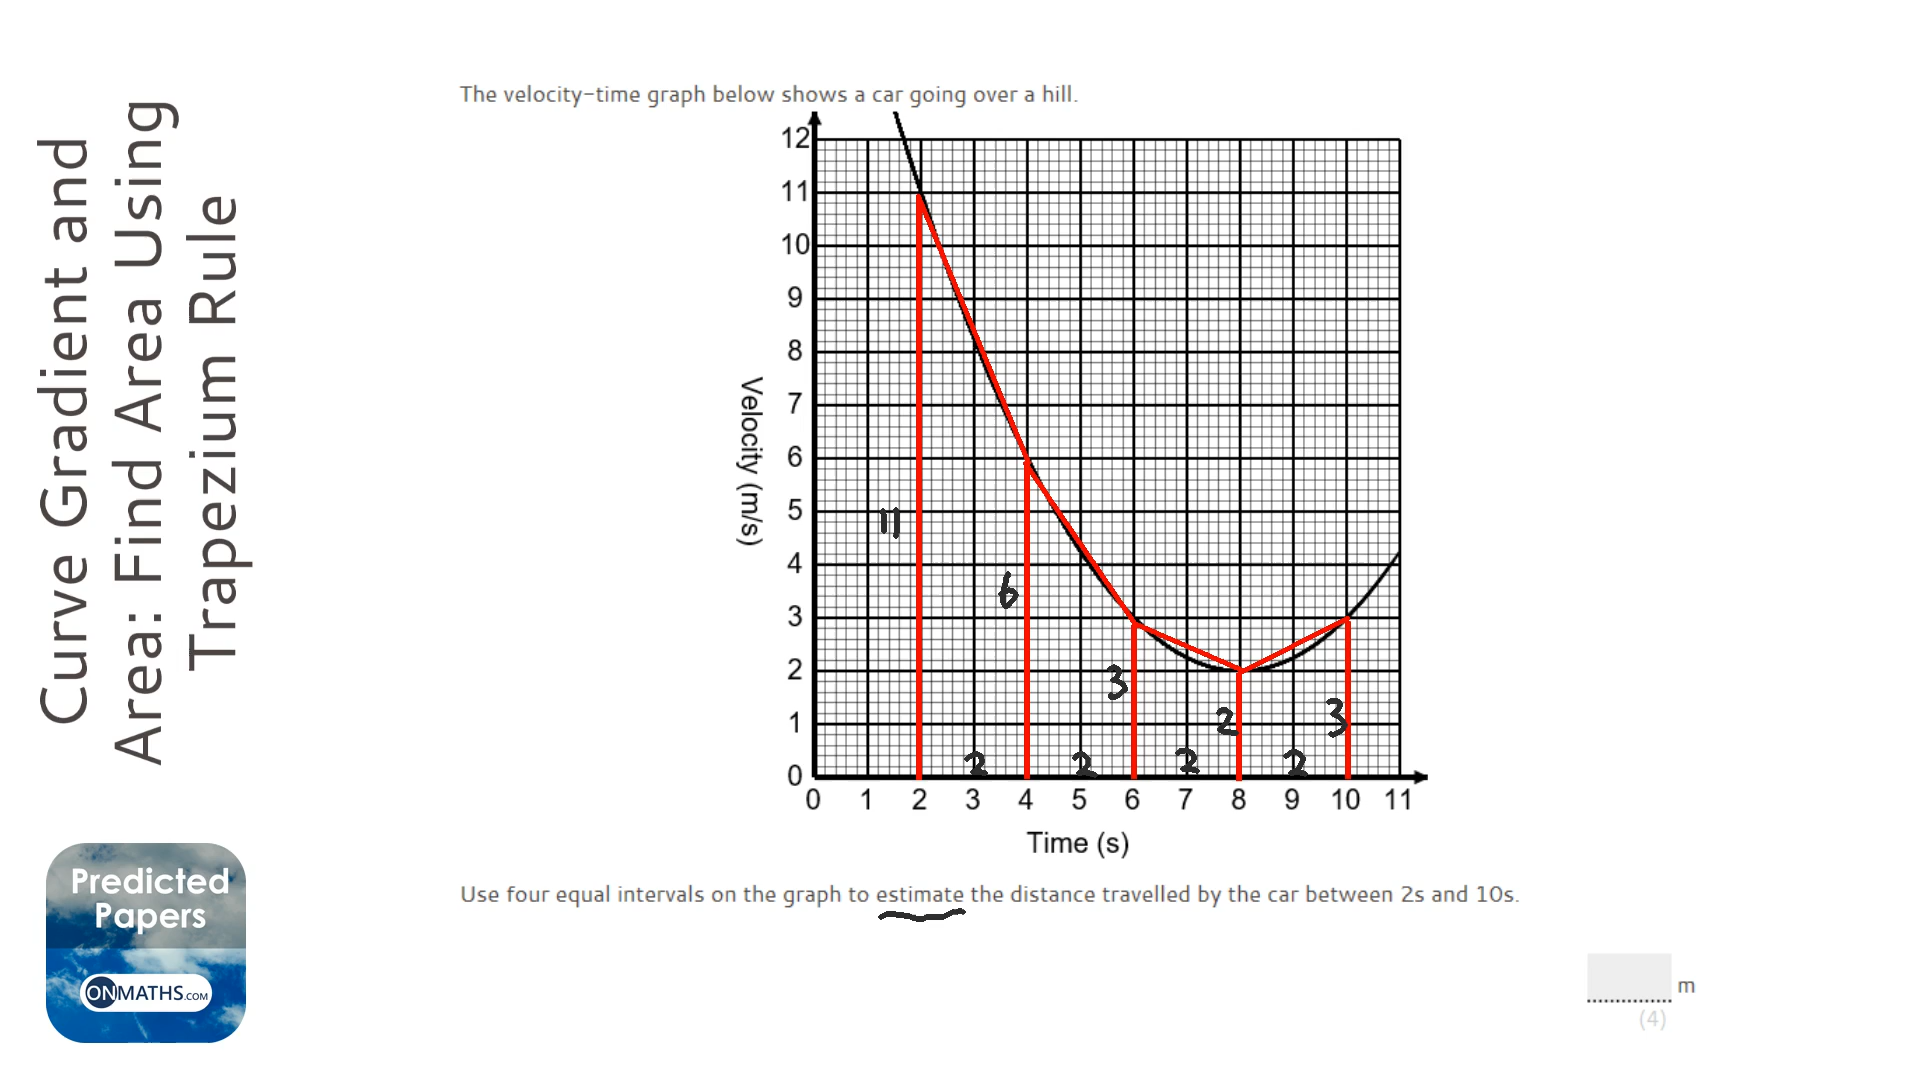 Curve Gradient and
Area: Find Area Using
Trapezium Rule
The velocity-time graph below shows a car going over a hill.
12
11
10
9
8
7
6
5
4
3
2
1
0
Velocity (m/s)
11
6
3
2
3
2 2 2 2
0 1 2 3 4 5 6 7 8 9 10 11
Time (s)
Use four equal intervals on the graph to estimate the distance travelled by the car between 2s and 10s.
m
(4)
Predicted
Papers
ONMATHS.COM